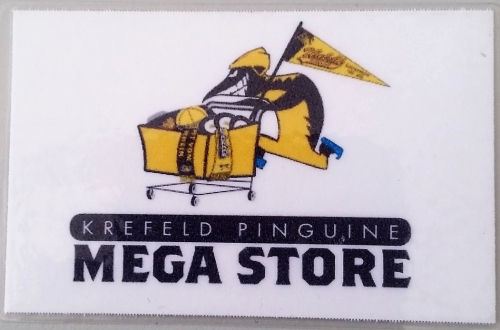 KREFELD PINGUINE
MEGA STORE